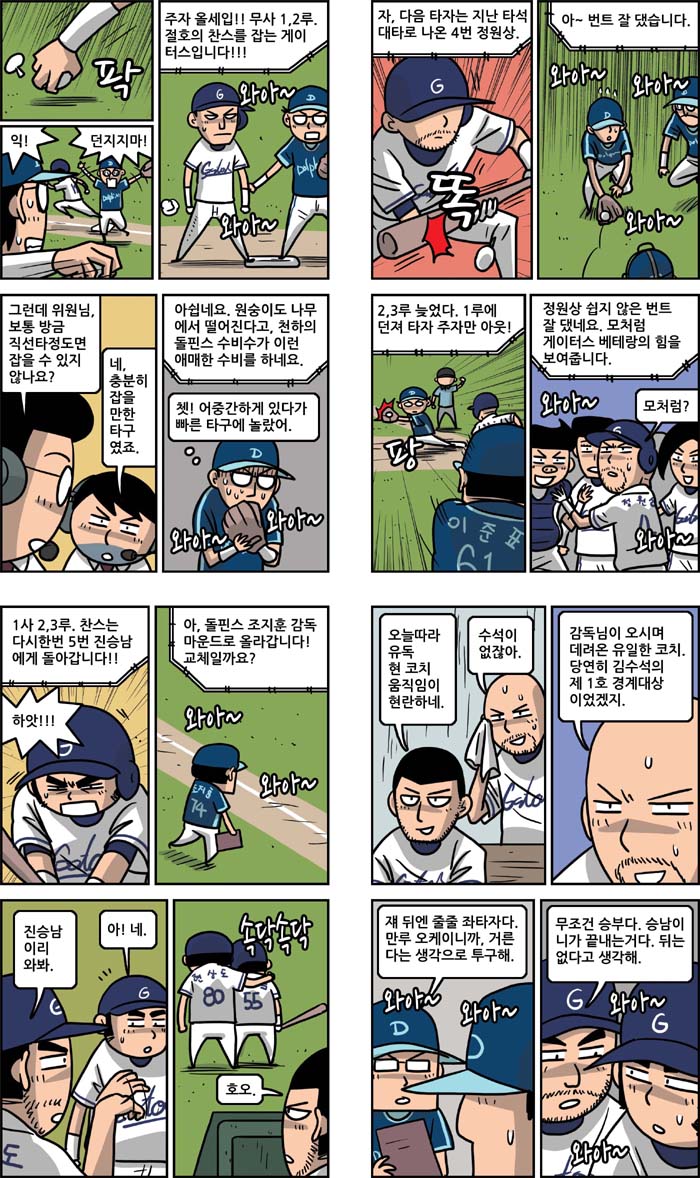 팍
익!
던지지마!
주자 올세입!! 무사 1,2루.
절호의 찬스를 잡는 게이
터스입니다!!!
와아~
G
D
Gator
Dolph
와아~
그런데 위원님,
보통 방금
직선타정도면
잡을 수 있지
않나요?
네,
충분히
잡을
만한
타구
였죠.
아쉽네요. 원숭이도 나무
에서 떨어진다고, 천하의
돌핀스 수비수가 이런
애매한 수비를 하네요.
쳇! 어중간하게 있다가
빠른 타구에 놀랐어.
D
와아~
와아~
자, 다음 타자는 지난 타석
대타로 나온 4번 정원상.
G
똑
아~ 번트 잘 댔습니다.
와아~
와아~
D
와아~
2,3루 늦었다. 1루에
던져 타자 주자만 아웃!
팡
이준표
61
정원상 쉽지 않은 번트
잘 댔네요. 모처럼
게이터스 베테랑의 힘을
보여줍니다.
와아~
모처럼?
G
정원상
와아~
1사 2,3루. 찬스는
다시한번 5번 진승남
에게 돌아갑니다!!
하앗!!!
G
Gato
아, 돌핀스 조지훈 감독
마운드로 올라갑니다!
교체일까요?
와아~
와아~
조지훈
74
진승남
이리
와봐.
아! 네.
G
G
속닥속닥
현상도
80
55
호오.
오늘따라
유독
현 코치
움직임이
현란하네.
수석이
없잖아.
Gato
감독님이 오시며
데려온 유일한 코치.
당연히 김수석의
제 1호 경계대상
이었겠지.
쟤 뒤엔 줄줄 좌타자다.
만루 오케이니까, 거른
다는 생각으로 투구해.
와아~
와아~
D
D
무조건 승부다. 승남이
니가 끝내는거다. 뒤는
없다고 생각해.
G
와아~
G
와아~